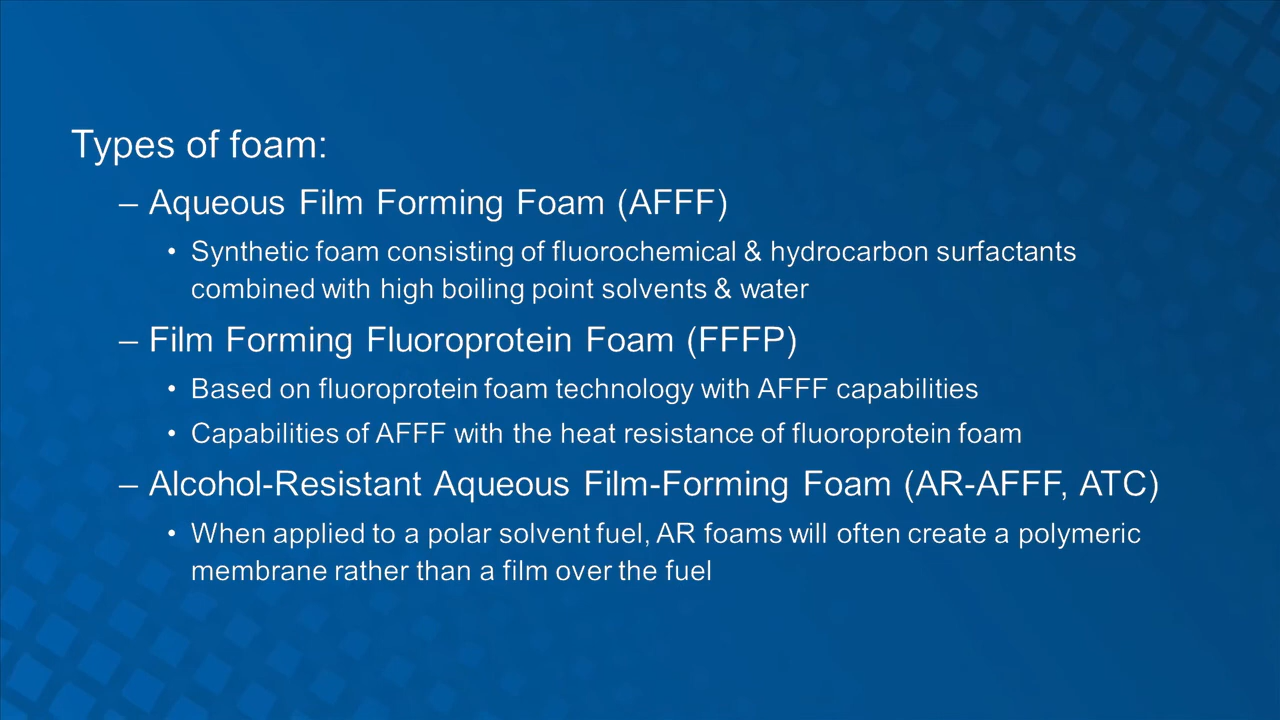 Types of foam:
– Aqueous Film Forming Foam (AFFF)
• Synthetic foam consisting of fluorochemical & hydrocarbon surfactants
combined with high boiling point solvents & water
– Film Forming Fluoroprotein Foam (FFFP)
• Based on fluoroprotein foam technology with AFFF capabilities
• Capabilities of AFFF with the heat resistance of fluoroprotein foam
– Alcohol-Resistant Aqueous Film-Forming Foam (AR-AFFF, ATC)
• When applied to a polar solvent fuel, AR foams will often create a polymeric
membrane rather than a film over the fuel